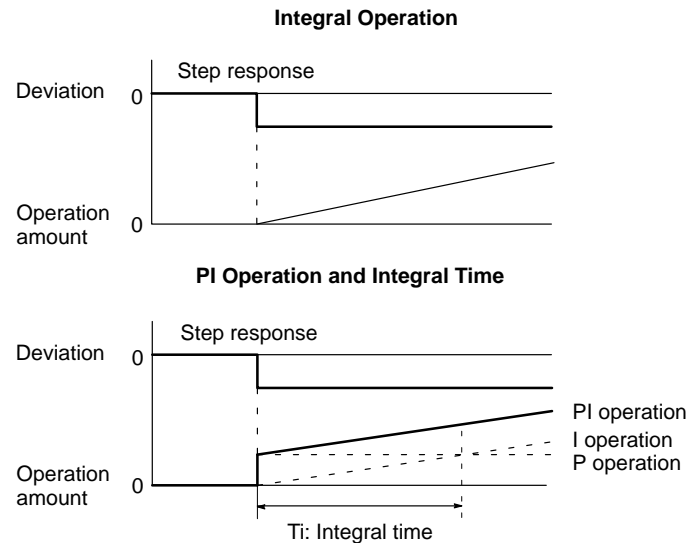 Integral Operation
Step response
Deviation
0
Operation
amount
0
PI Operation and Integral Time
Step response
Deviation
0
PI operation
I operation
P operation
Operation
amount
0
Ti: Integral time